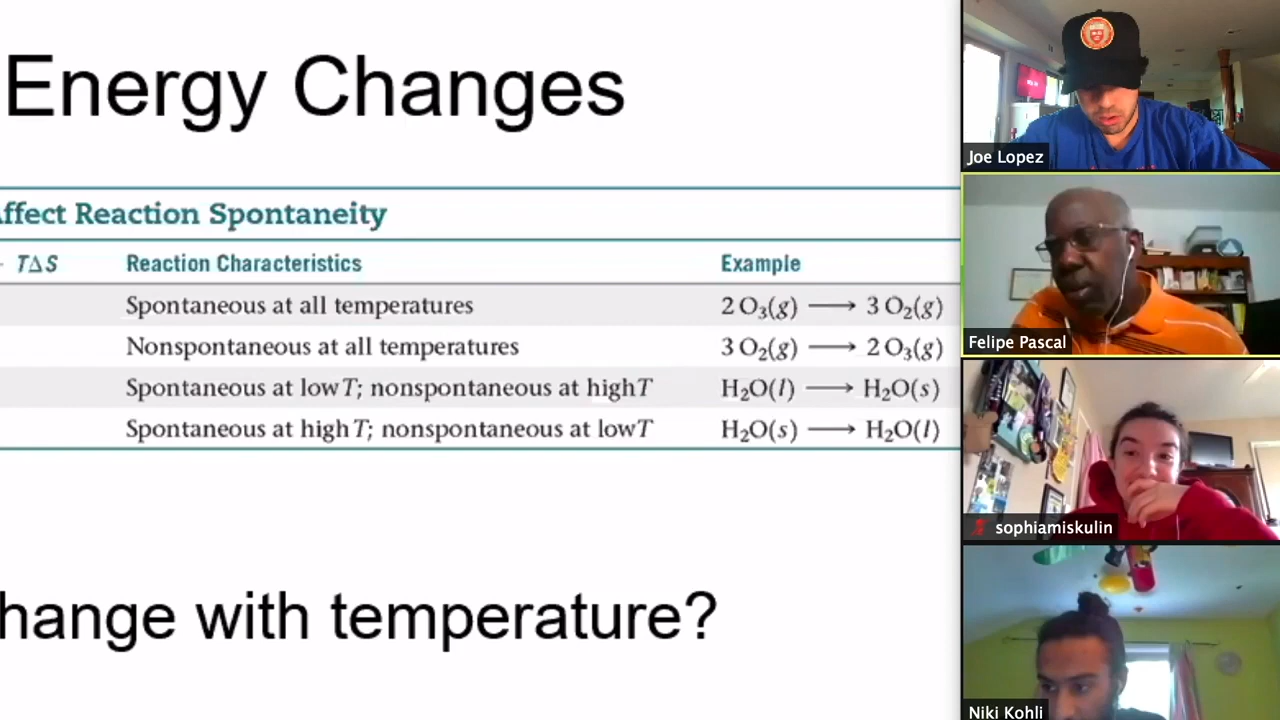 Energy Changes
Affect Reaction Spontaneity
- TΔS Reaction Characteristics Example
Spontaneous at all temperatures 2 O₃(g) ⟶ 3 O₂(g)
Nonspontaneous at all temperatures 3 O₂(g) ⟶ 2 O₃(g)
Spontaneous at low T; nonspontaneous at high T H₂O(l) ⟶ H₂O(s)
Spontaneous at high T; nonspontaneous at low T H₂O(s) ⟶ H₂O(l)
hange with temperature?
Joe Lopez
Felipe Pascal
sophiamiskulin
Niki Kohli